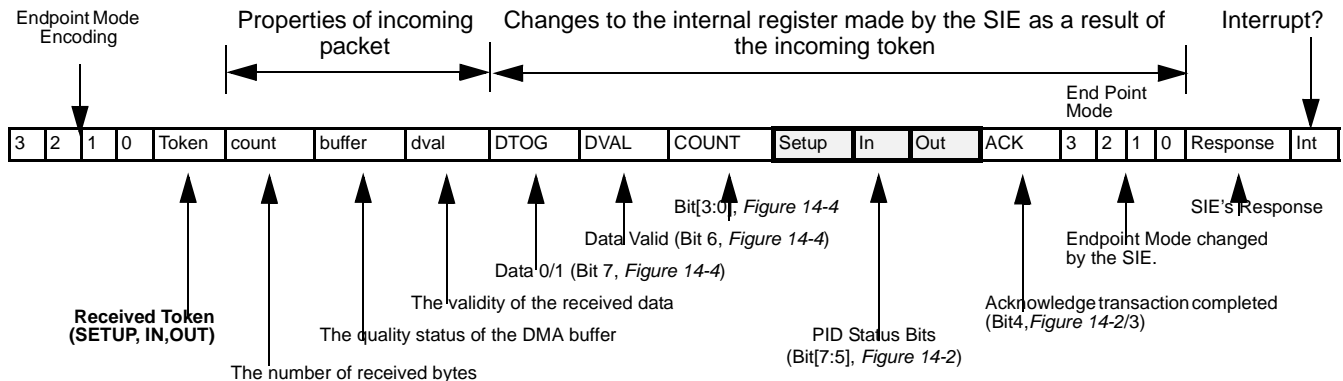 Endpoint Mode
Encoding
Properties of incoming
packet
Changes to the internal register made by the SIE as a result of
the incoming token
Interrupt?
End Point
Mode
3 2 1 0 Token count buffer dval DTOG DVAL COUNT Setup In Out ACK 3 2 1 0 Response Int
Bit[3:0], Figure 14-4
SIE's Response
Data Valid (Bit 6, Figure 14-4)
Endpoint Mode changed
by the SIE.
Data 0/1 (Bit 7, Figure 14-4)
The validity of the received data
Received Token
(SETUP, IN,OUT)
The quality status of the DMA buffer
PID Status Bits
(Bit[7:5], Figure 14-2)
Acknowledge transaction completed
(Bit4,Figure 14-2/3)
The number of received bytes